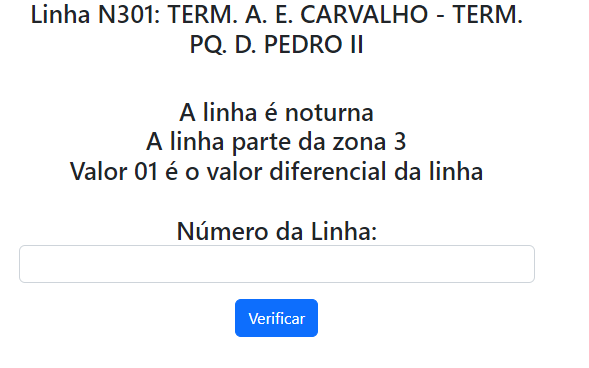 Linha N301: TERM. A. E. CARVALHO - TERM.
PQ. D. PEDRO II
A linha é noturna
A linha parte da zona 3
Valor 01 é o valor diferencial da linha
Número da Linha:
Verificar